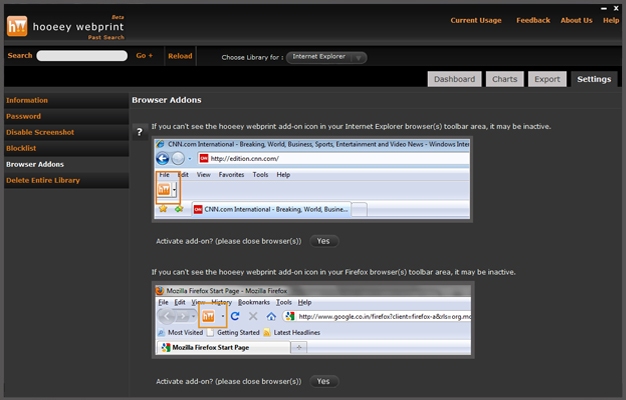 Beta
hooeey webprint
Past Search
Current Usage Feedback About Us Help
Search Go + Reload Choose Library for : Internet Explorer
Dashboard Charts Export Settings
Information
Password
Disable Screenshot
Blocklist
Browser Addons
Delete Entire Library
Browser Addons
If you can't see the hooeey webprint add-on icon in your Internet Explorer browser(s) toolbar area, it may be inactive.
?
CNN.com International - Breaking, World, Business, Sports, Entertainment and Video News - Windows Inter
http://edition.cnn.com/
File Edit View Favorites Tools Help
CNN.com International - Breaking, World, Busine...
Activate add-on? (please close browser(s)) Yes
If you can't see the hooeey webprint add-on icon in your Firefox browser(s) toolbar area, it may be inactive.
Mozilla Firefox Start Page - Mozilla Firefox
File Edit View History Bookmarks Tools Help
http://www.google.co.in/firefox?client=firefox-a&rls=org.mo
Most Visited Getting Started Latest Headlines
Mozilla Firefox Start Page
Activate add-on? (please close browser(s)) Yes